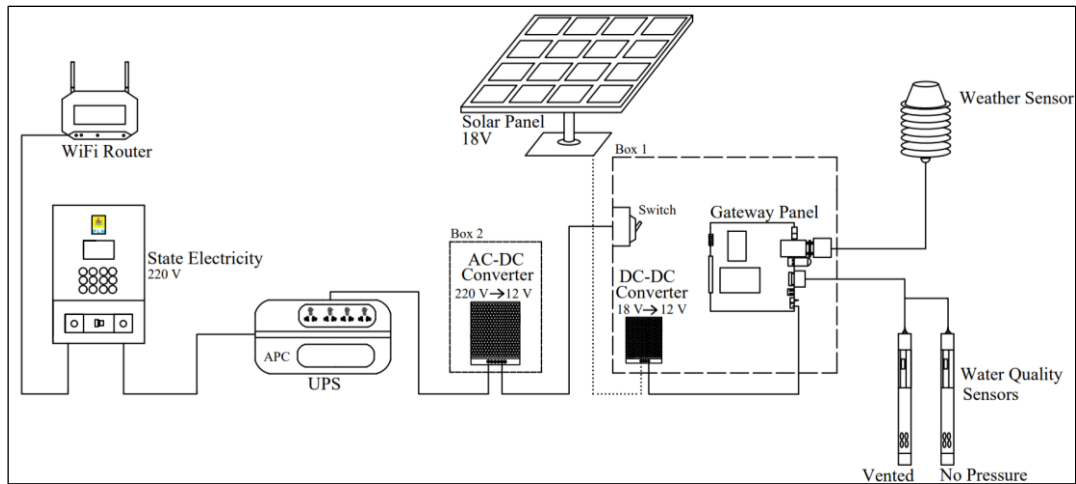 WiFi Router
State Electricity
220 V
APC
UPS
Box 2
AC-DC
Converter
220 V→12 V
Solar Panel
18V
Box 1
Switch
Gateway Panel
DC-DC
Converter
18 V→12 V
Weather Sensor
Water Quality
Sensors
Vented
No Pressure